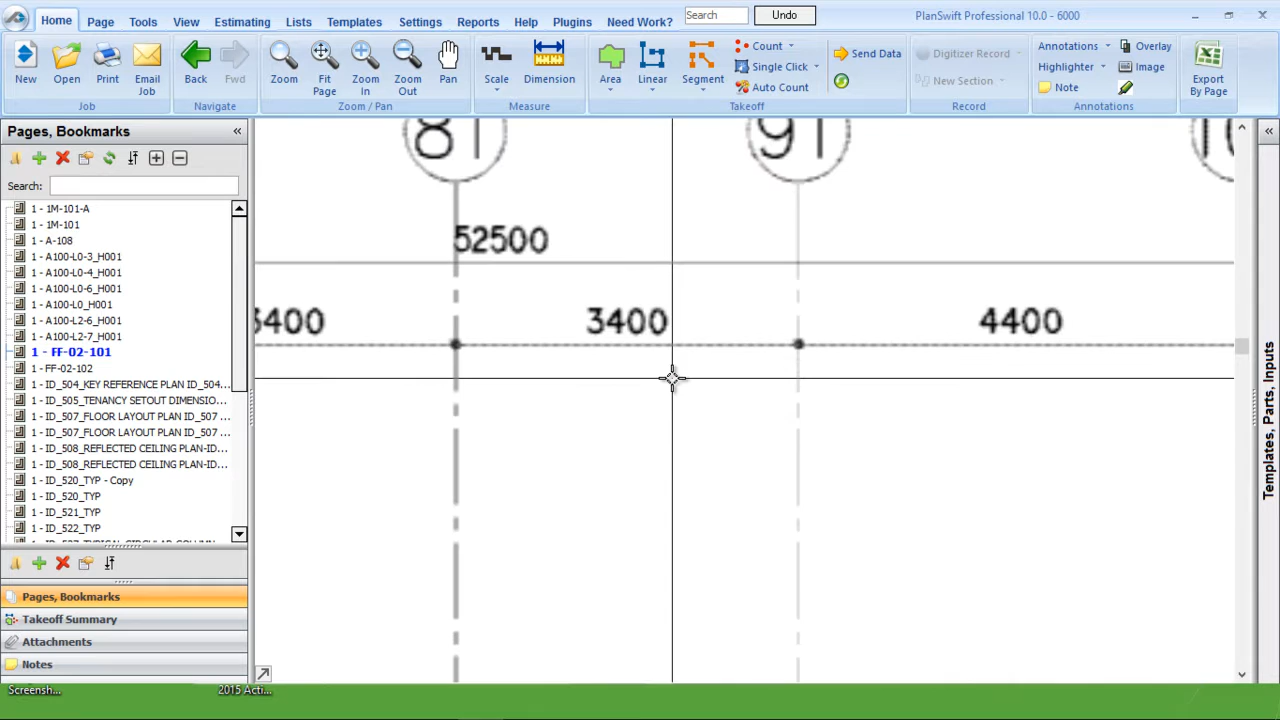 Home Page Tools View Estimating Lists Templates Settings Reports Help Plugins Need Work? Search Undo PlanSwift Professional 10.0 - 6000
New Open Print Email Job Back Fwd Zoom Fit Page Zoom In Zoom Out Pan Scale Dimension Area Linear Segment Count Single Click Auto Count Send Data Digitizer Record New Section Annotations Highlighter Note Overlay Image Export By Page
Job Navigate Zoom / Pan Measure Takeoff Record Annotations
Pages, Bookmarks
Search:
1 - 1M-101-A
1 - 1M-101
1 - A-108
1 - A100-L0-3_H001
1 - A100-L0-4_H001
1 - A100-L0-6_H001
1 - A100-L0_H001
1 - A100-L2-6_H001
1 - A100-L2-7_H001
1 - FF-02-101
1 - FF-02-102
1 - ID_504_KEY REFERENCE PLAN ID_504...
1 - ID_505_TENANCY SETOUT DIMENSIO...
1 - ID_507_FLOOR LAYOUT PLAN ID_507 ...
1 - ID_507_FLOOR LAYOUT PLAN ID_507 ...
1 - ID_508_REFLECTED CEILING PLAN-ID...
1 - ID_508_REFLECTED CEILING PLAN-ID...
1 - ID_520_TYP - Copy
1 - ID_520_TYP
1 - ID_521_TYP
1 - ID_522_TYP
Pages, Bookmarks
Takeoff Summary
Attachments
Notes
Screensh...
2015 Acti...
81 91 10
52500
3400 3400 4400
Templates, Parts, Inputs